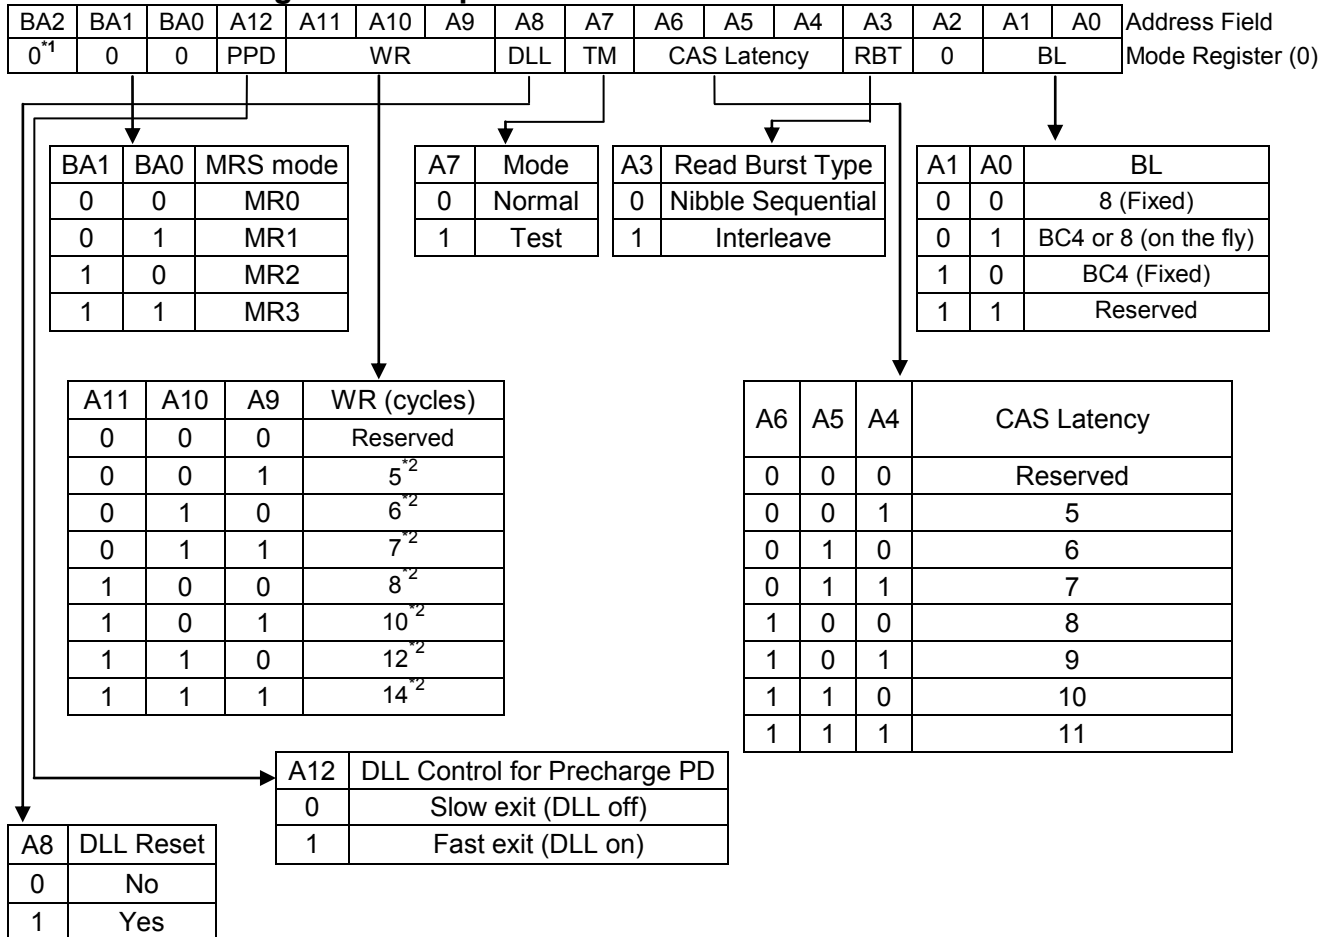 BA2 BA1 BA0 A12 A11 A10 A9 A8 A7 A6 A5 A4 A3 A2 A1 A0 Address Field
0*1 0 0 PPD WR DLL TM CAS Latency RBT 0 BL Mode Register (0)
BA1 BA0 MRS mode
0 0 MR0
0 1 MR1
1 0 MR2
1 1 MR3
A7 Mode
0 Normal
1 Test
A3 Read Burst Type
0 Nibble Sequential
1 Interleave
A1 A0 BL
0 0 8 (Fixed)
0 1 BC4 or 8 (on the fly)
1 0 BC4 (Fixed)
1 1 Reserved
A11 A10 A9 WR (cycles)
0 0 0 Reserved
0 0 1 5*2
0 1 0 6*2
0 1 1 7*2
1 0 0 8*2
1 0 1 10*2
1 1 0 12*2
1 1 1 14*2
A6 A5 A4 CAS Latency
0 0 0 Reserved
0 0 1 5
0 1 0 6
0 1 1 7
1 0 0 8
1 0 1 9
1 1 0 10
1 1 1 11
A12 DLL Control for Precharge PD
0 Slow exit (DLL off)
1 Fast exit (DLL on)
A8 DLL Reset
0 No
1 Yes